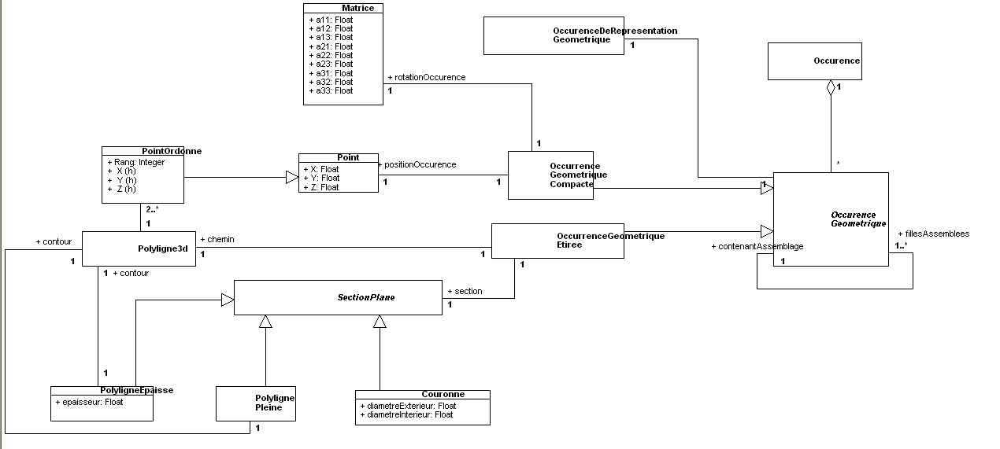 Matrice
+ a11: Float
+ a12: Float
+ a13: Float
+ a21: Float
+ a22: Float
+ a23: Float
+ a31: Float
+ a32: Float
+ a33: Float
OccurenceDeRepresentation
Geometrique
1
Occurence
1
*
+ rotationOccurence
1
1
PointOrdonne
+ Rang: Integer
+ X (h)
+ Y (h)
+ Z (h)
Point
+ X: Float
+ Y: Float
+ Z: Float
+ positionOccurence
1
1
Occurrence
Geometrique
Compacte
1
Occurence
Geometrique
+ fillesAssemblees
1..*
+ contenantAssemblage
1
2..*
1
+ contour
1
Polyligne3d
+ chemin
1
1
OccurrenceGeometrique
Etiree
1
1
+ contour
SectionPlane
+ section
1
1
PolyligneEpaisse
+ epaisseur: Float
Polyligne
Pleine
1
Couronne
+ diametreExterieur: Float
+ diametreInterieur: Float